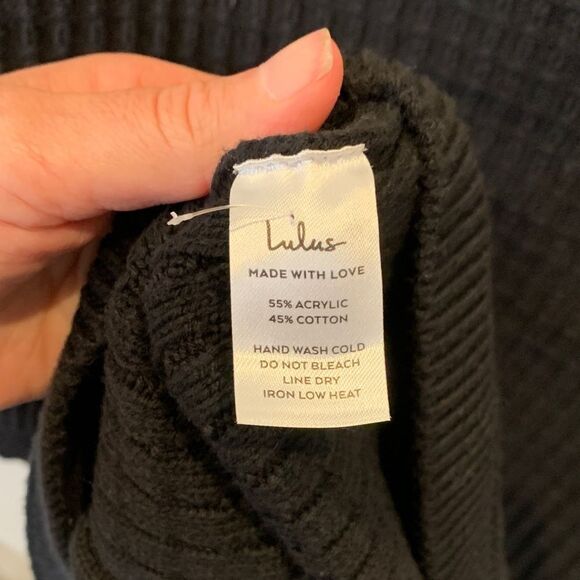 Lulus
MADE WITH LOVE
55% ACRYLIC
45% COTTON
HAND WASH COLD
DO NOT BLEACH
LINE DRY
IRON LOW HEAT